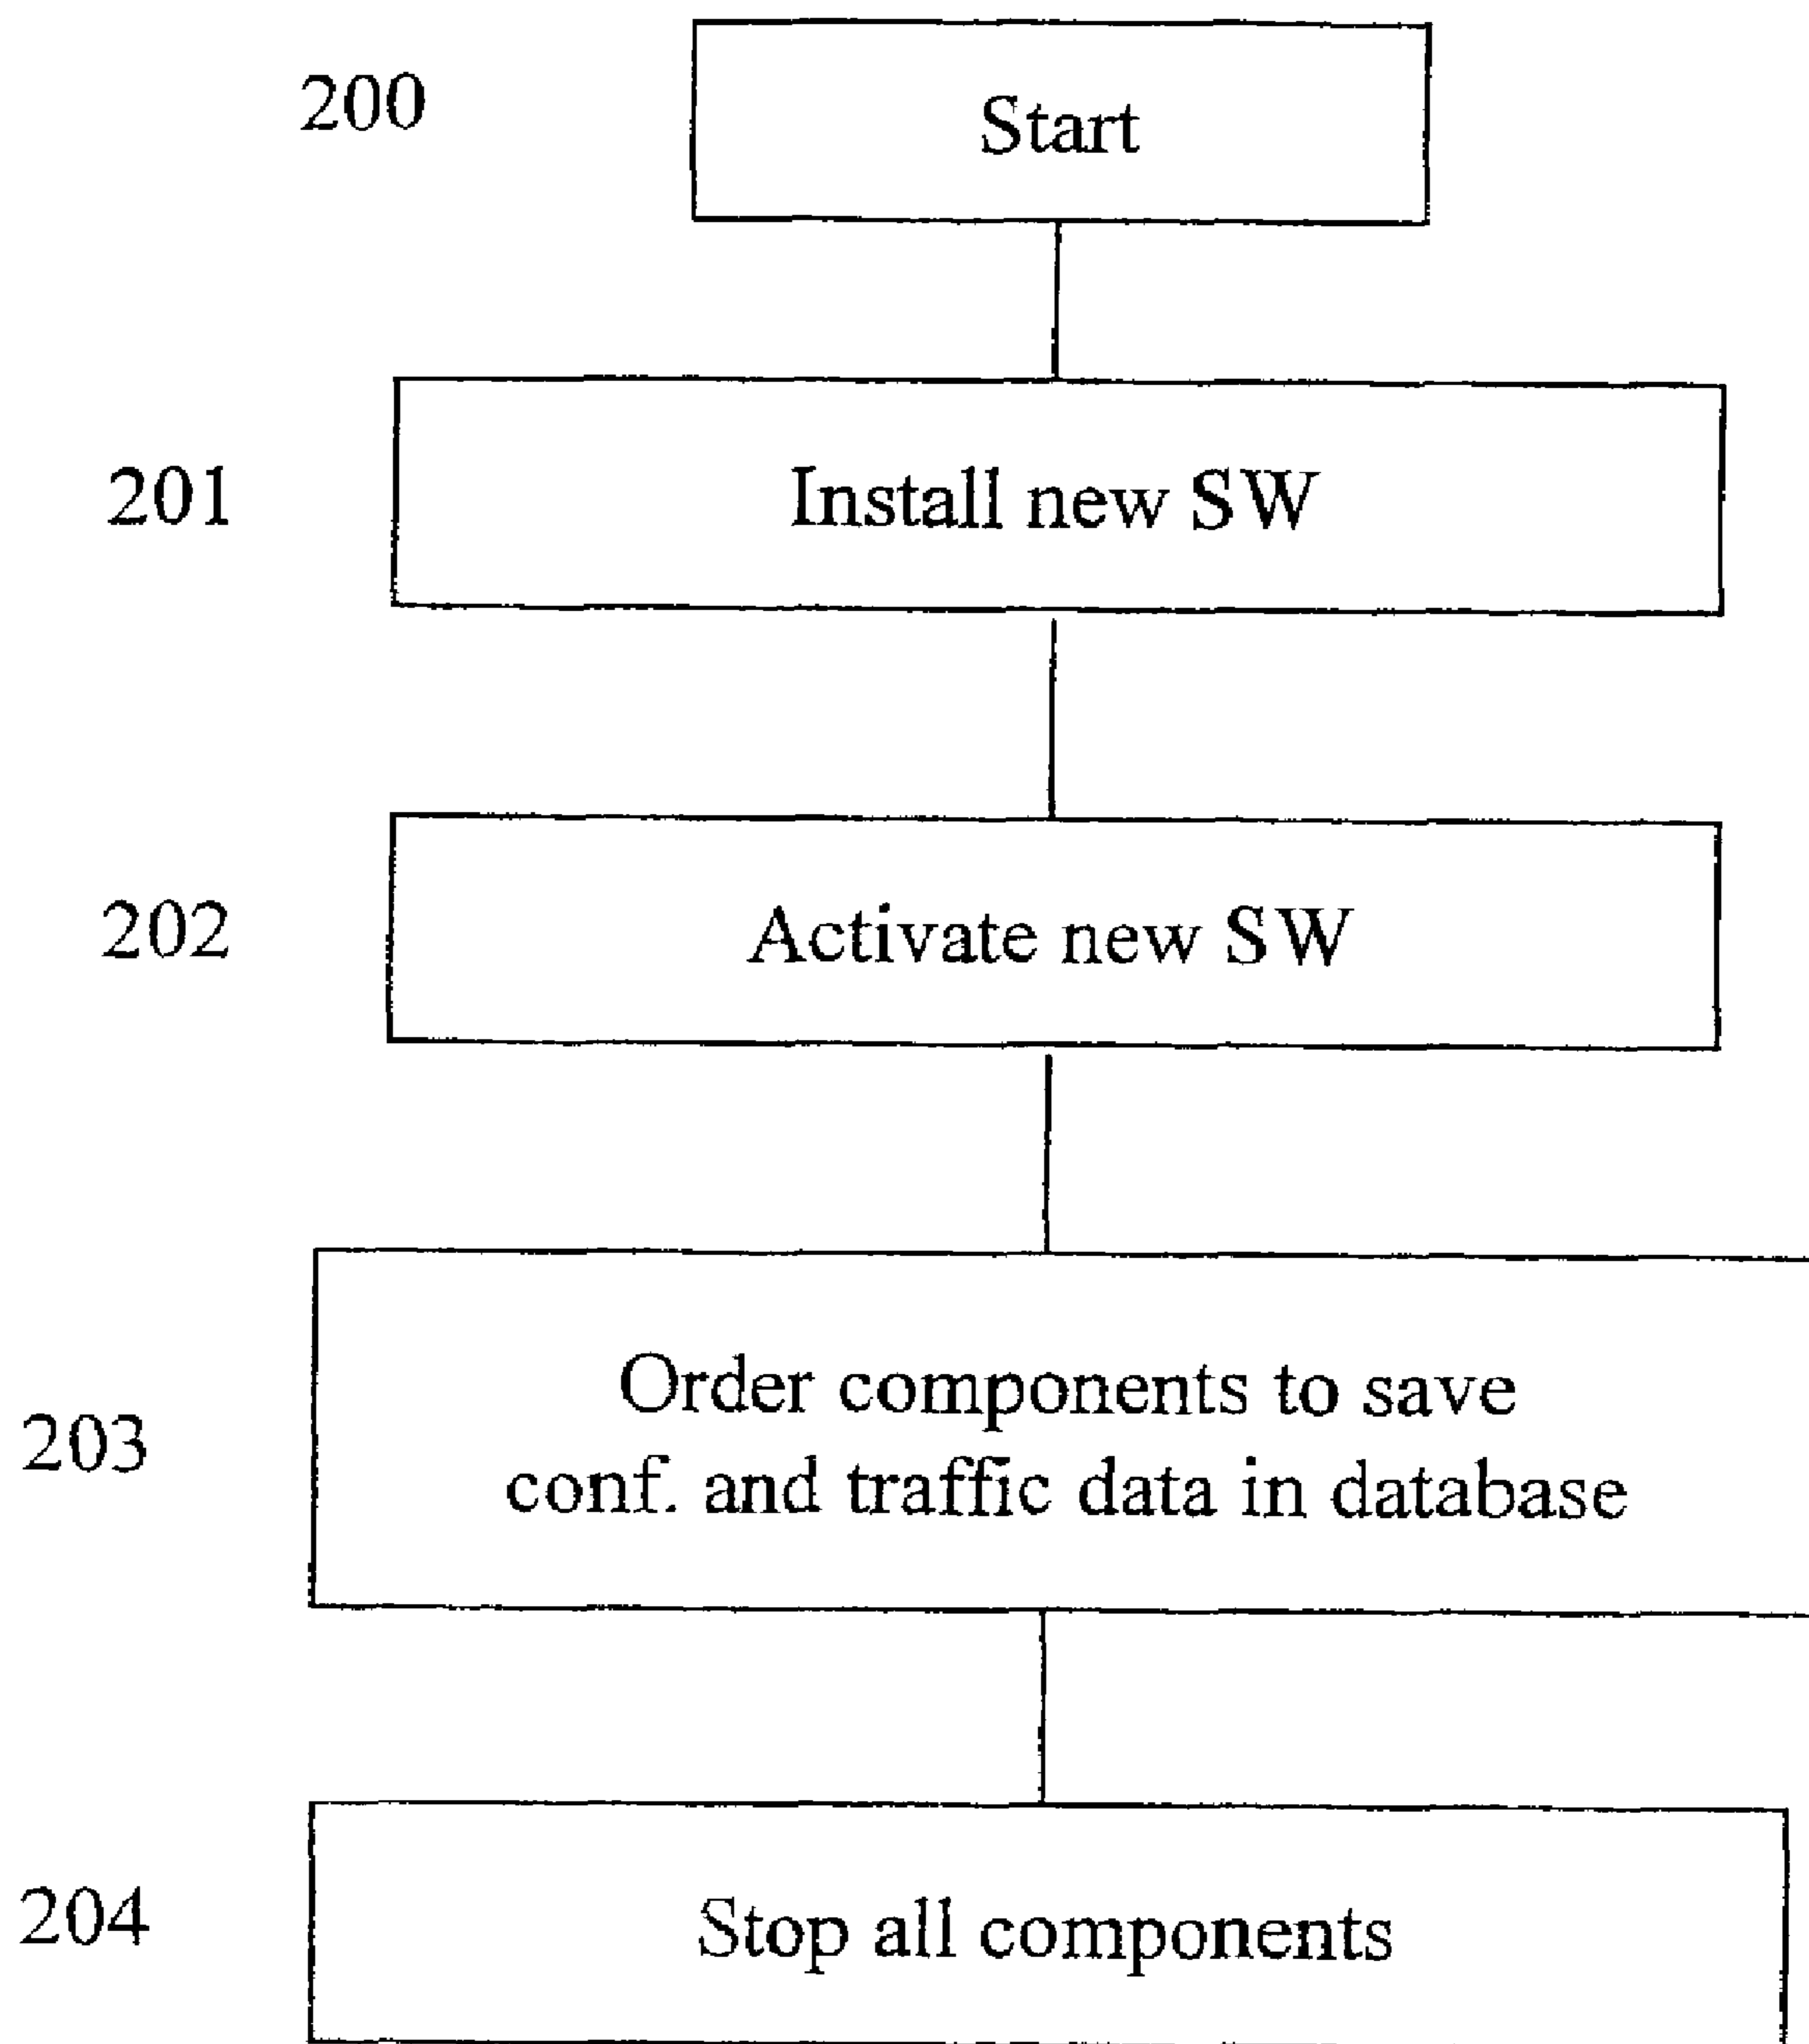 200
Start
201
Install new SW
202
Activate new SW
203
Order components to save
conf. and traffic data in database
204
Stop all components